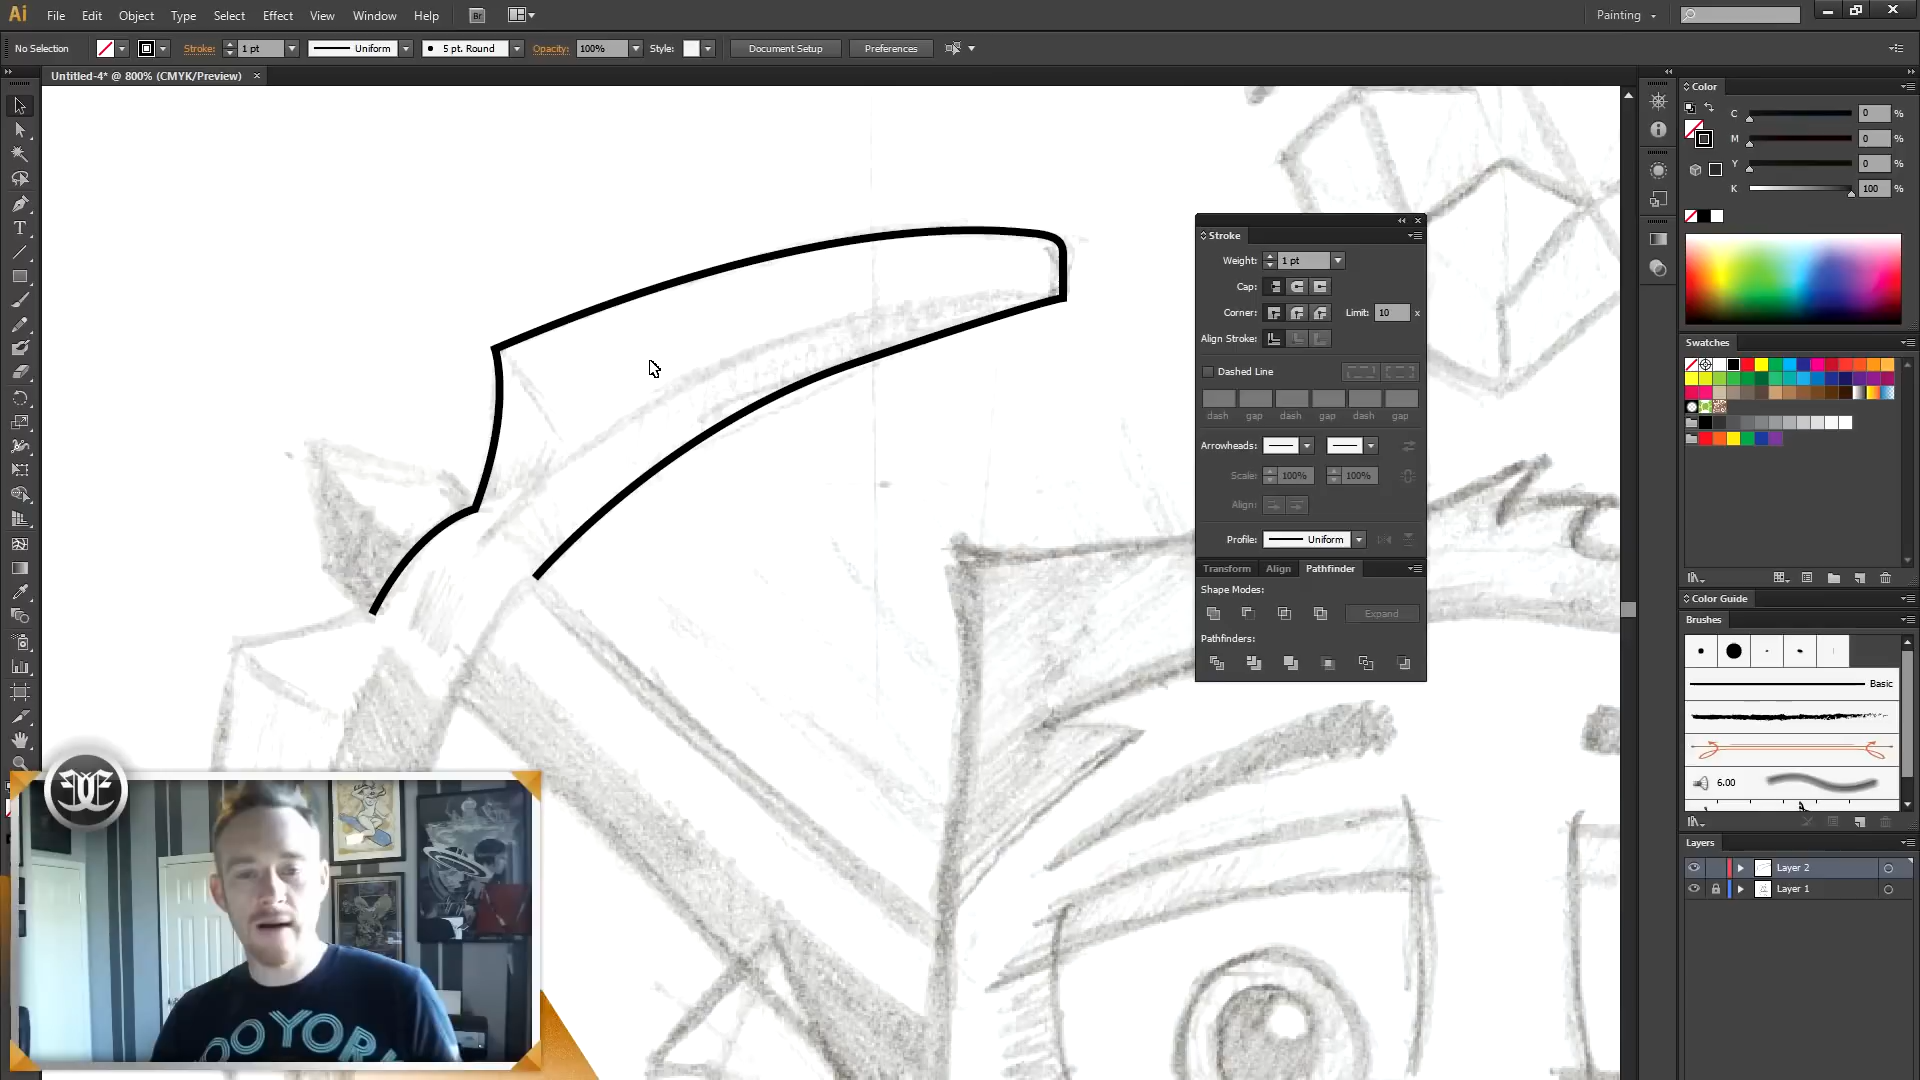 Ai File Edit Object Type Select Effect View Window Help Br Painting
No Selection Stroke: 1 pt Uniform 5 pt. Round Opacity: 100% Style: Document Setup Preferences
Untitled-4* @ 800% (CMYK/Preview)
Color
C 0 %
M 0 %
Y 0 %
K 100 %
Stroke
Weight: 1 pt
Cap:
Corner: Limit: 10 x
Align Stroke:
Dashed Line
dash gap dash gap dash gap
Arrowheads:
Scale: 100% 100%
Align:
Profile: Uniform
Transform Align Pathfinder
Shape Modes:
Expand
Pathfinders:
Swatches
Color Guide
Brushes
Basic
6.00
Layers
Layer 2
Layer 1
OO YORK